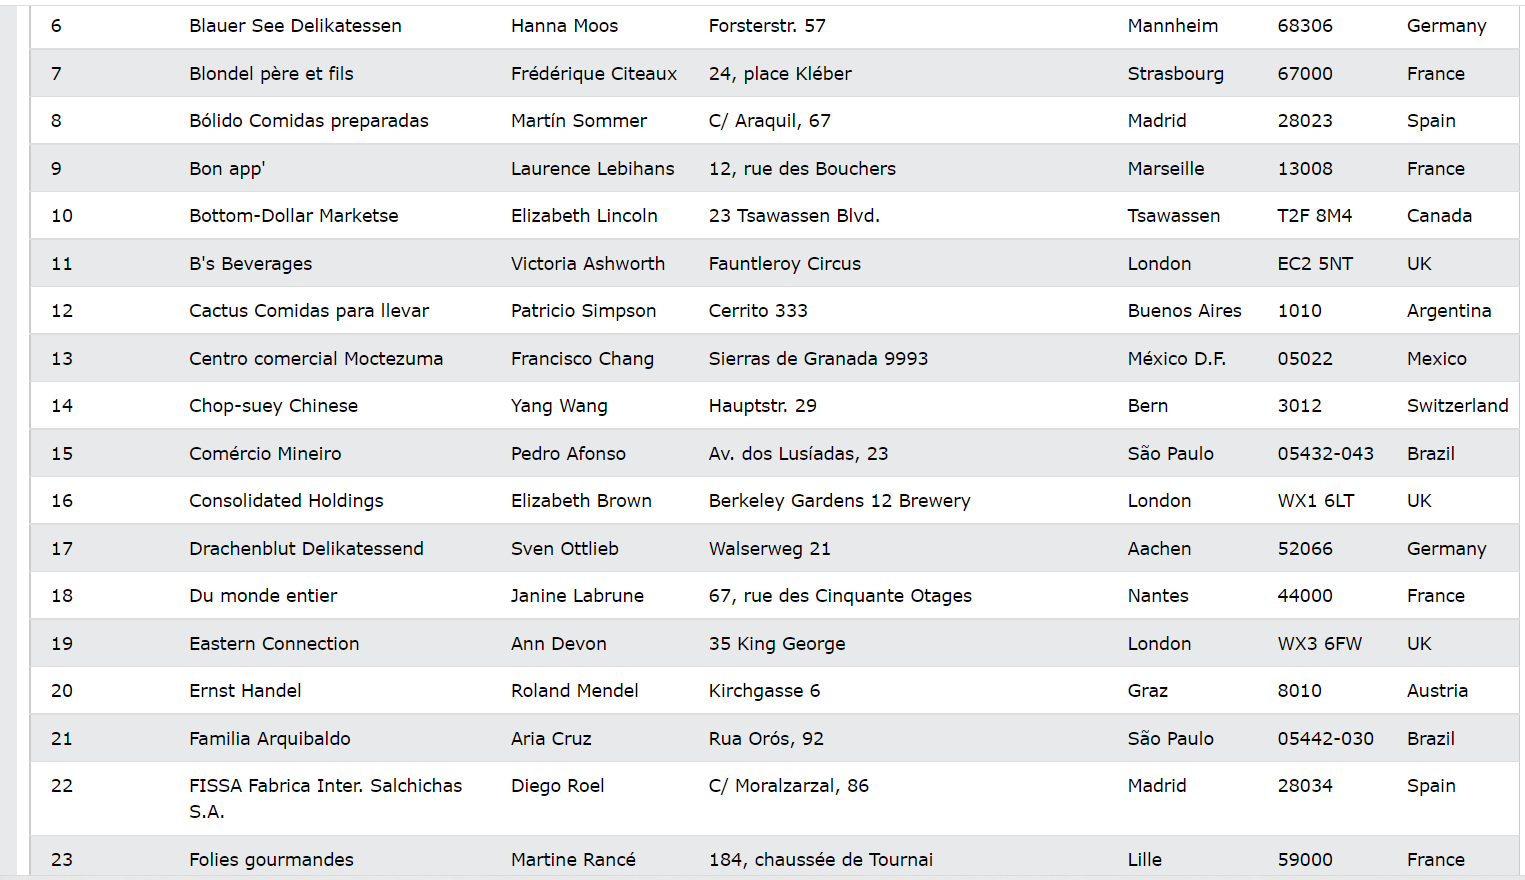 6 Blauer See Delikatessen Hanna Moos Forsterstr. 57 Mannheim 68306 Germany
7 Blondel père et fils Frédérique Citeaux 24, place Kléber Strasbourg 67000 France
8 Bólido Comidas preparadas Martín Sommer C/ Araquil, 67 Madrid 28023 Spain
9 Bon app' Laurence Lebihans 12, rue des Bouchers Marseille 13008 France
10 Bottom-Dollar Marketse Elizabeth Lincoln 23 Tsawassen Blvd. Tsawassen T2F 8M4 Canada
11 B's Beverages Victoria Ashworth Fauntleroy Circus London EC2 5NT UK
12 Cactus Comidas para llevar Patricio Simpson Cerrito 333 Buenos Aires 1010 Argentina
13 Centro comercial Moctezuma Francisco Chang Sierras de Granada 9993 México D.F. 05022 Mexico
14 Chop-suey Chinese Yang Wang Hauptstr. 29 Bern 3012 Switzerland
15 Comércio Mineiro Pedro Afonso Av. dos Lusíadas, 23 São Paulo 05432-043 Brazil
16 Consolidated Holdings Elizabeth Brown Berkeley Gardens 12 Brewery London WX1 6LT UK
17 Drachenblut Delikatessend Sven Ottlieb Walserweg 21 Aachen 52066 Germany
18 Du monde entier Janine Labrune 67, rue des Cinquante Otages Nantes 44000 France
19 Eastern Connection Ann Devon 35 King George London WX3 6FW UK
20 Ernst Handel Roland Mendel Kirchgasse 6 Graz 8010 Austria
21 Familia Arquibaldo Aria Cruz Rua Orós, 92 São Paulo 05442-030 Brazil
22 FISSA Fabrica Inter. Salchichas Diego Roel C/ Moralzarzal, 86 Madrid 28034 Spain
S.A.
23 Folies gourmandes Martine Rancé 184, chaussée de Tournai Lille 59000 France